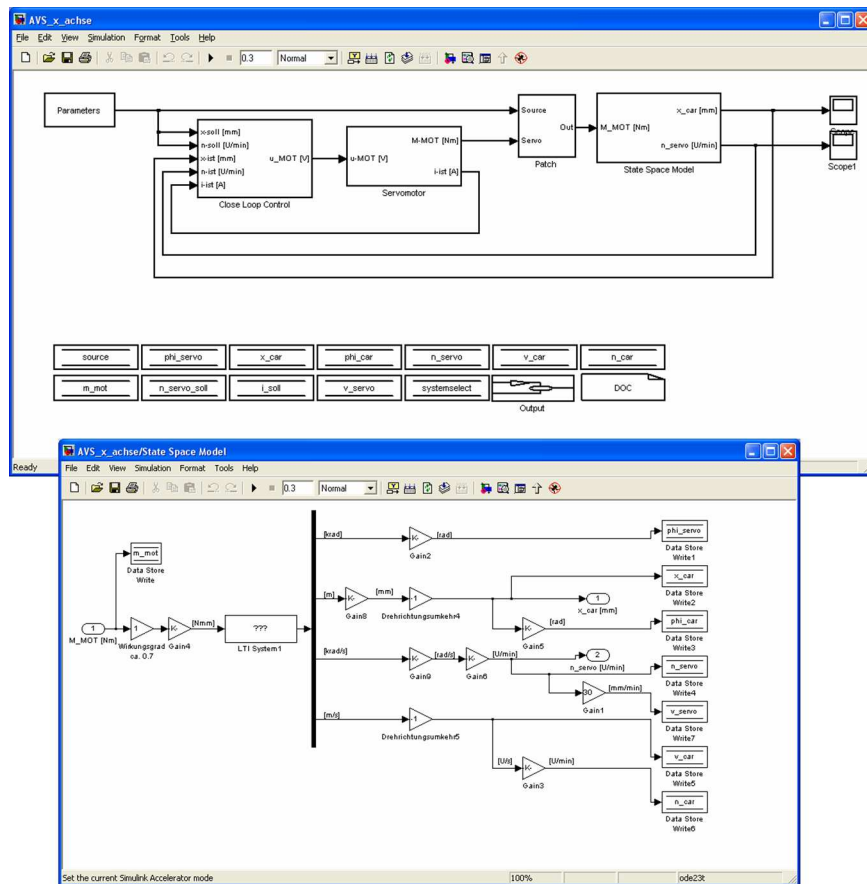 AVS_x_achse
File Edit View Simulation Format Tools Help
0.3 Normal
Parameters
x-soll [mm]
n-soll [U/min]
x-ist [mm]
n-ist [U/min]
i-ist [A]
u_MOT [V]
Close Loop Control
u-MOT [V]
M-MOT [Nm]
i-ist [A]
Servomotor
Source
Servo
Out
Patch
M_MOT [Nm]
x_car [mm]
n_servo [U/min]
State Space Model
Scope
Scope1
source phi_servo x_car phi_car n_servo v_car n_car
m_mot n_servo_soll i_soll v_servo systemselect DOC
Output
Ready
AVS_x_achse/State Space Model
File Edit View Simulation Format Tools Help
0.3 Normal
1
M_MOT [Nm]
m_mot
Data Store
Write
1
Wirkungsgrad
ca. 0.7
K-
Gain4
[Nmm]
???
LTI System1
[krad]
K-
Gain2
[rad]
phi_servo
Data Store
Write1
[m]
K-
Gain8
[mm]
-1
Drehrichtungsumkehr4
x_car
Data Store
Write2
1
x_car [mm]
K-
Gain5
[rad]
phi_car
Data Store
Write3
[krad/s]
K-
Gain9
[rad/s]
K-
Gain6
[U/min]
2
n_servo [U/min]
n_servo
Data Store
Write4
30
Gain1
[mm/min]
v_servo
Data Store
Write7
[m/s]
-1
Drehrichtungsumkehr5
v_car
Data Store
Write5
[U/s]
K-
Gain3
[U/min]
n_car
Data Store
Write6
Set the current Simulink Accelerator mode 100% ode23t